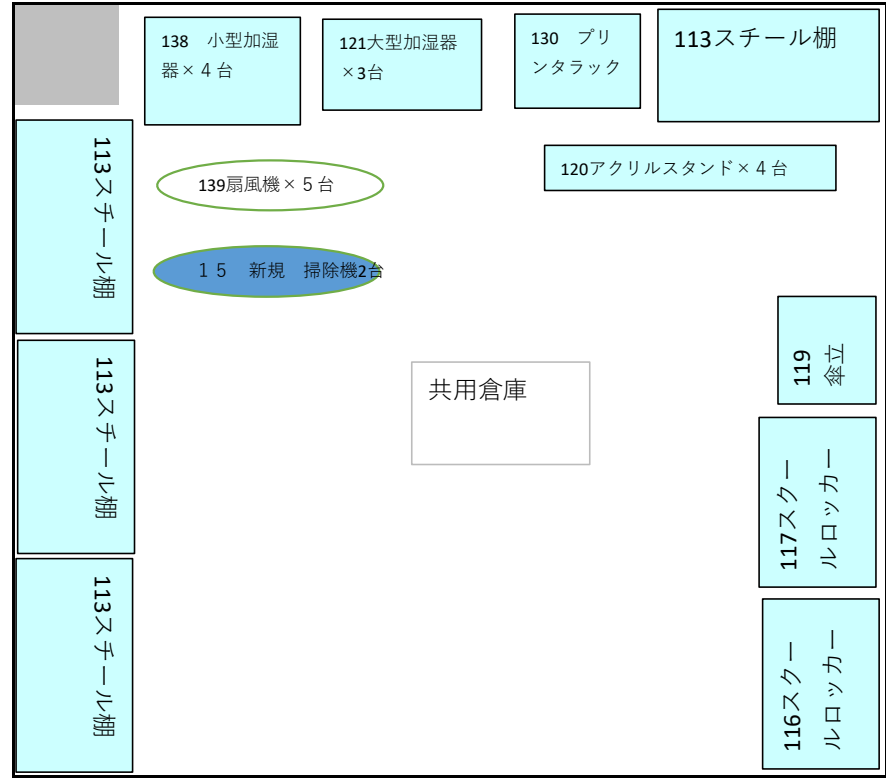 138　小型加湿
器×４台
121大型加湿器
×3台
130　プリ
ンタラック
113スチール棚
113スチール棚
139扇風機×５台
120アクリルスタンド×４台
１５　新規　掃除機2台
119
傘立
113スチール棚
共用倉庫
117スクー
ルロッカー
113スチール棚
116スクー
ルロッカー